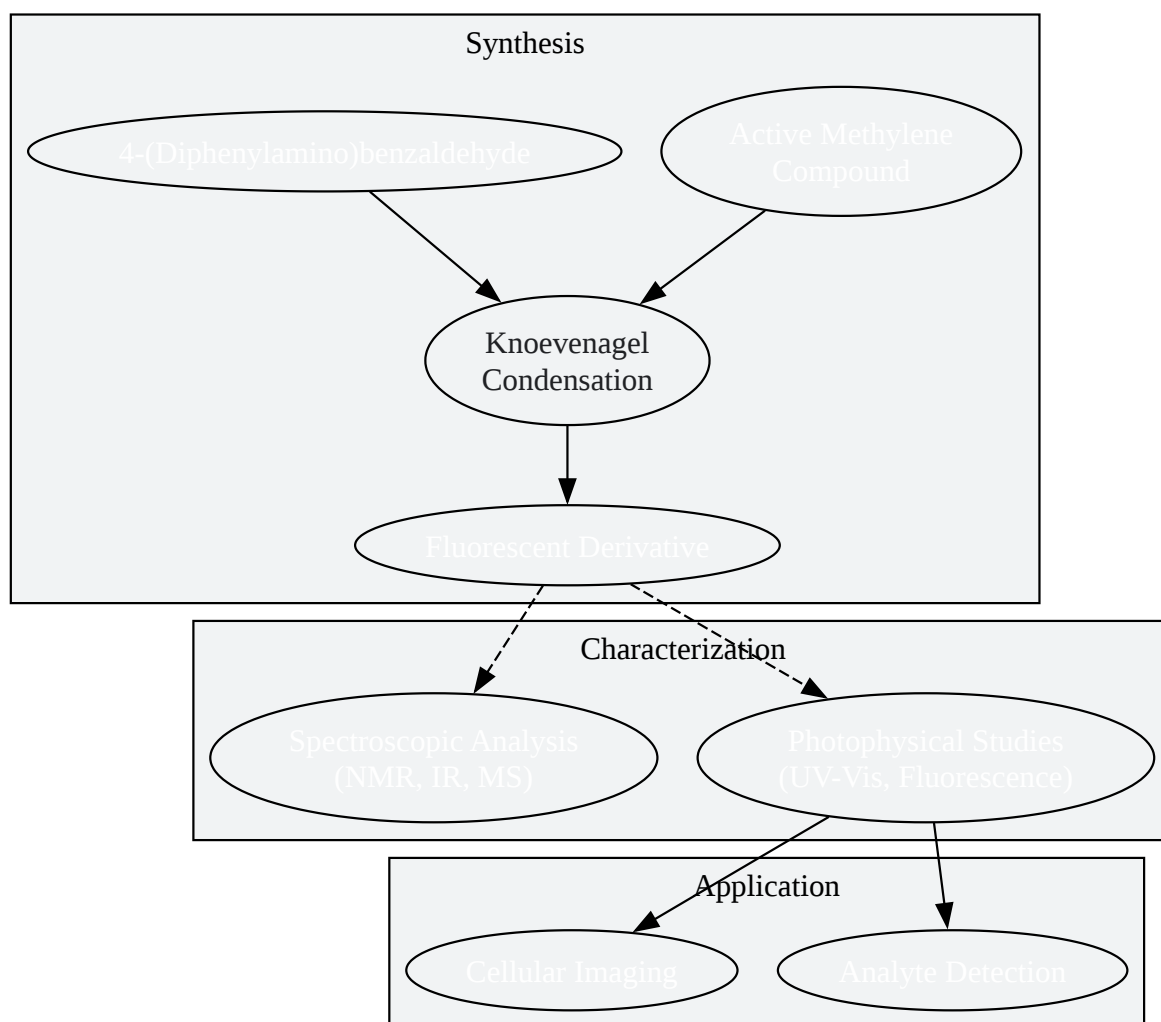 Synthesis
4-(Diphenylamino)benzaldehyde
Active Methylene
Compound
Knoevenagel
Condensation
Fluorescent Derivative
Characterization
Spectroscopic Analysis
(NMR, IR, MS)
Photophysical Studies
(UV-Vis, Fluorescence)
Application
Cellular Imaging
Analyte Detection